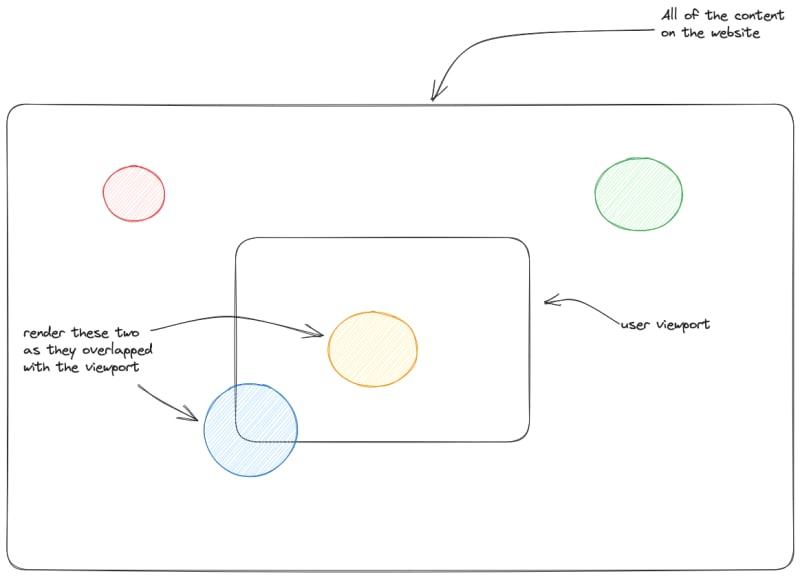 All of the content
on the website
render these two
as they overlapped
with the viewport
user viewport